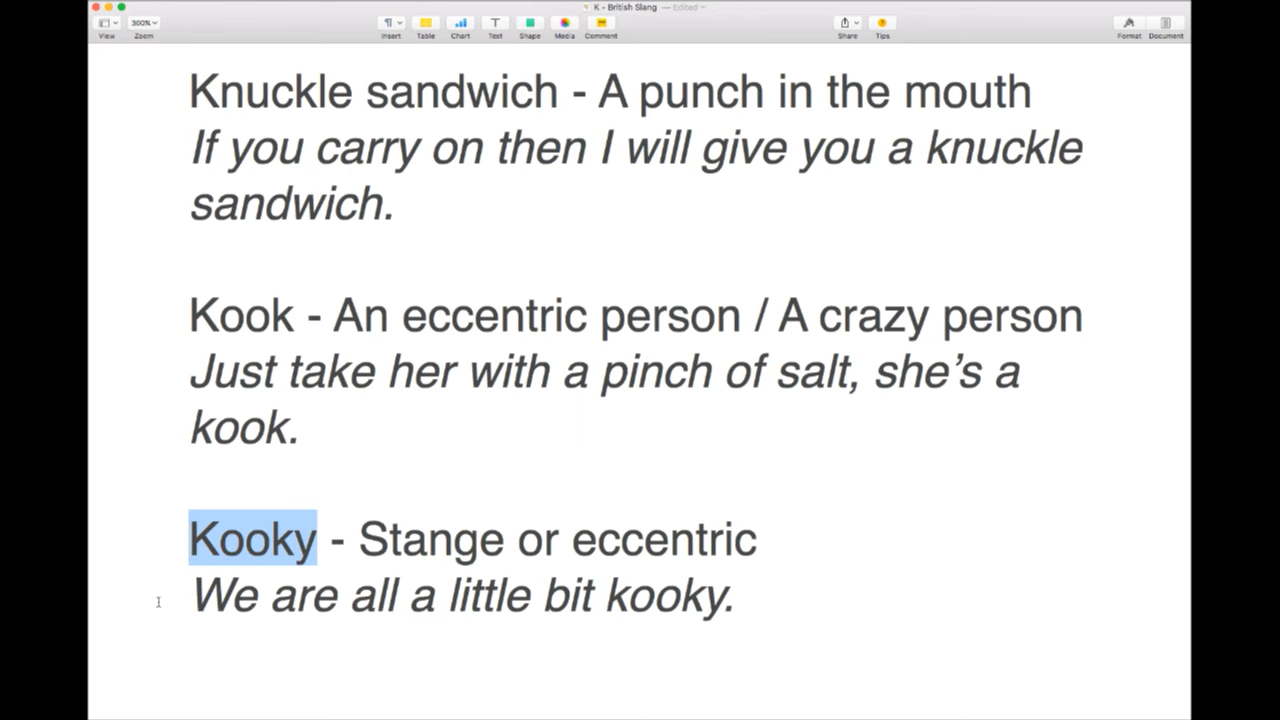 K - British Slang — Edited
300%
View Zoom Insert Table Chart Text Shape Media Comment Share Tips Format Document
Knuckle sandwich - A punch in the mouth
If you carry on then I will give you a knuckle
sandwich.
Kook - An eccentric person / A crazy person
Just take her with a pinch of salt, she’s a
kook.
Kooky - Stange or eccentric
We are all a little bit kooky.